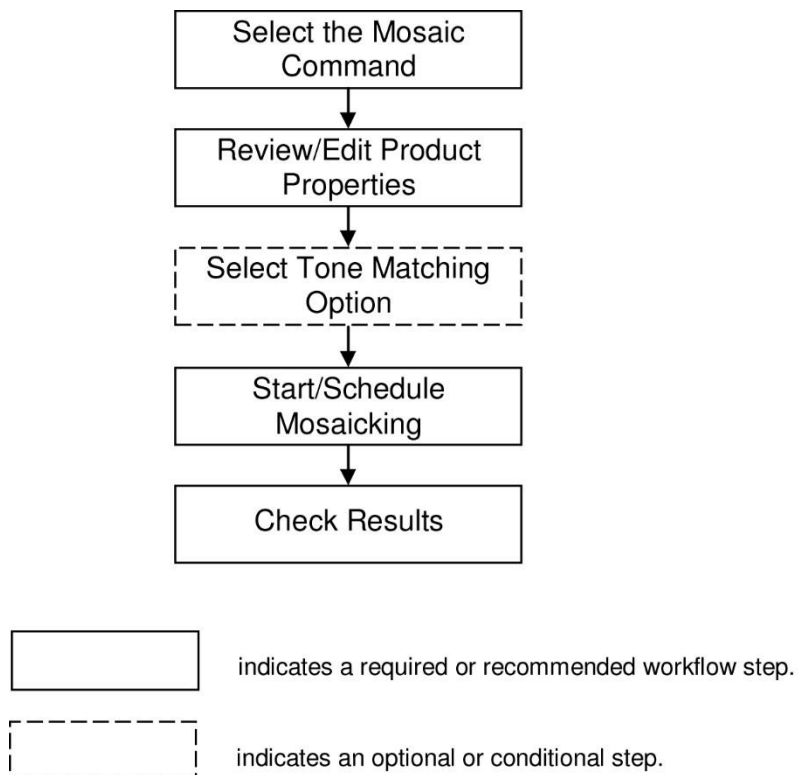 Select the Mosaic
Command
Review/Edit Product
Properties
Select Tone Matching
Option
Start/Schedule
Mosaicking
Check Results
indicates a required or recommended workflow step.
indicates an optional or conditional step.